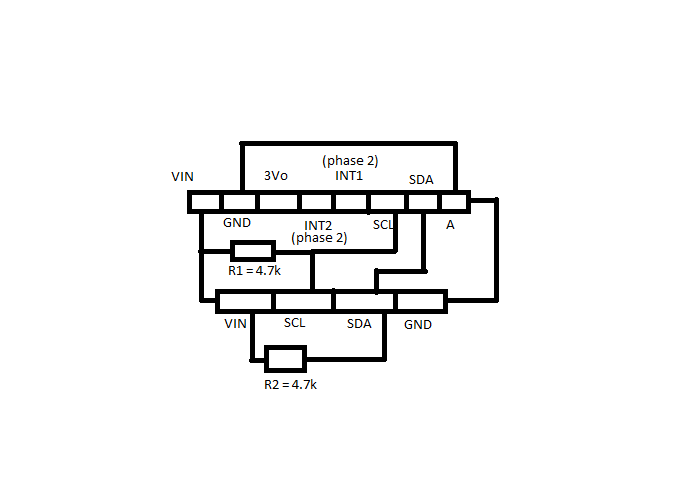 (phase 2)
VIN
3Vo
INT1
SDA
GND
INT2
SCL
A
(phase 2)
R1 = 4.7k
VIN
SCL
SDA
GND
R2 = 4.7k